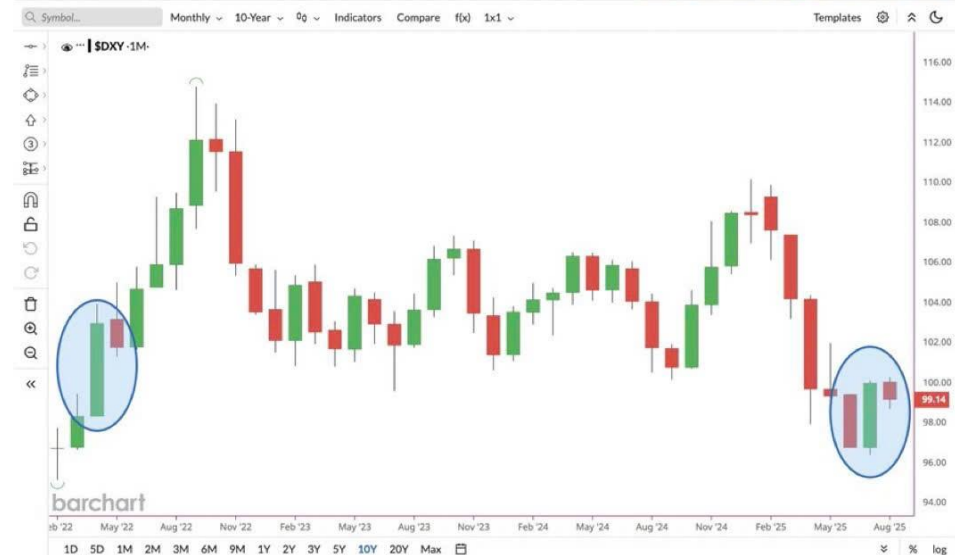 Symbol... Monthly 10-Year Indicators Compare f(x) 1x1 Templates
$DXY ·1M·
116.00
114.00
112.00
110.00
108.00
106.00
104.00
102.00
100.00
99.14
98.00
96.00
94.00
3
barchart
eb '22 May '22 Aug '22 Nov '22 Feb '23 May '23 Aug '23 Nov '23 Feb '24 May '24 Aug '24 Nov '24 Feb '25 May '25 Aug '25
1D 5D 1M 2M 3M 6M 9M 1Y 2Y 3Y 5Y 10Y 20Y Max % log